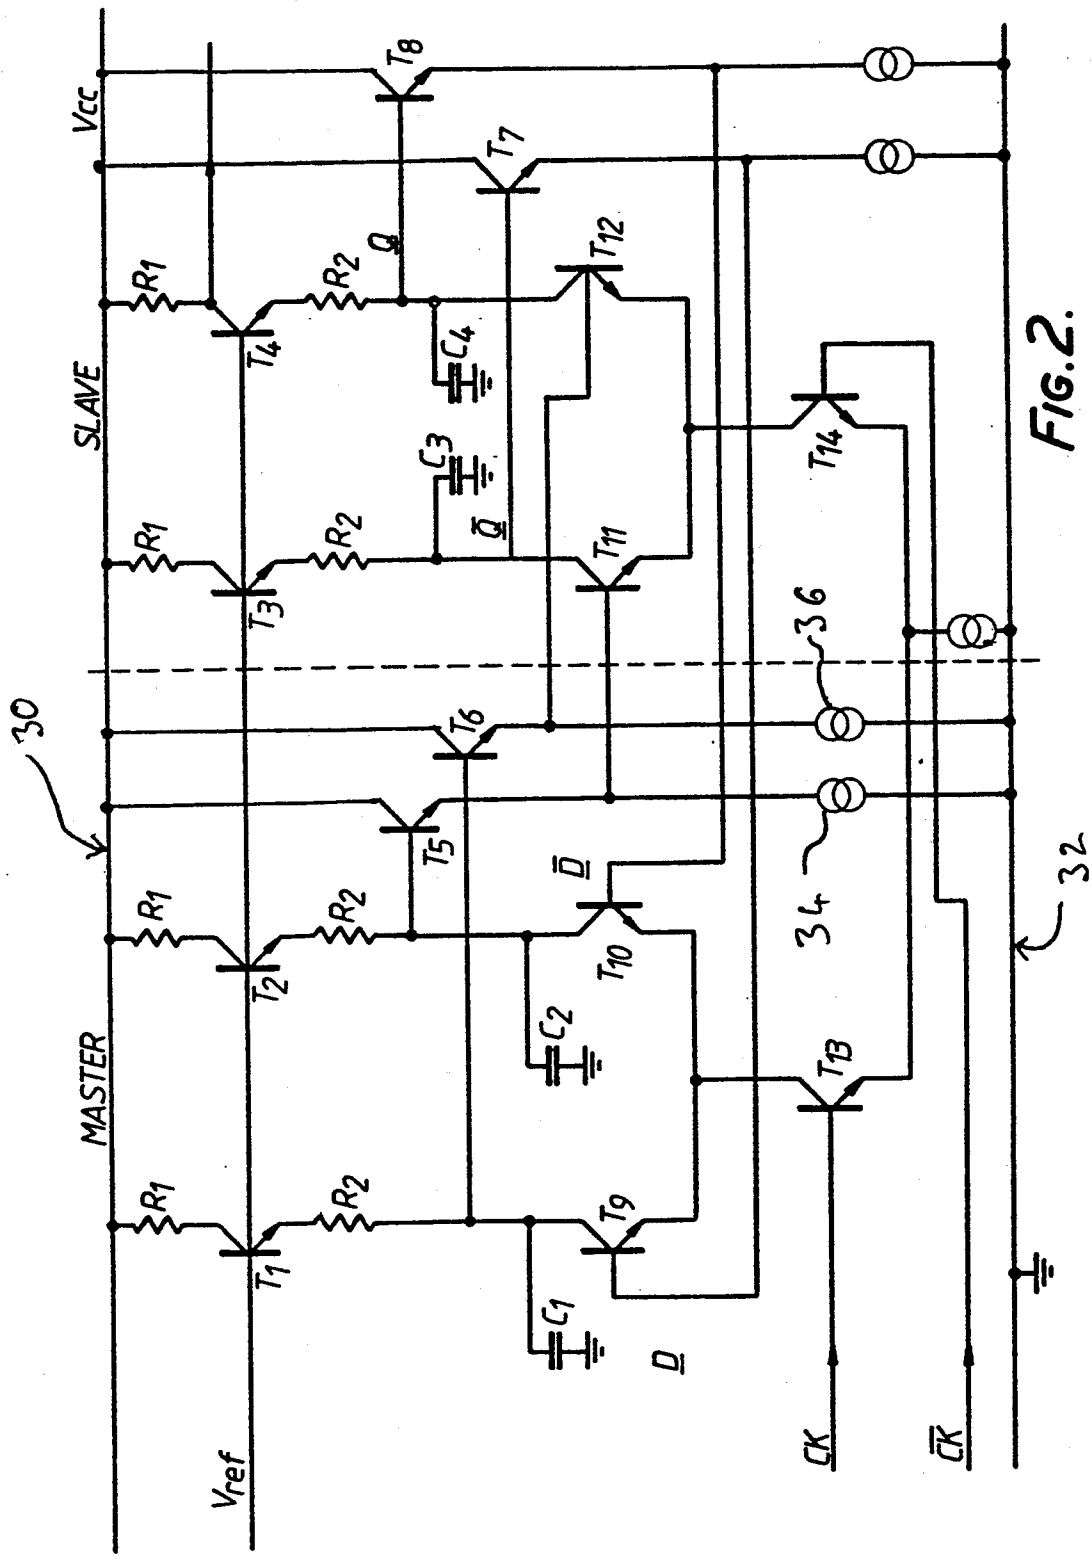 30
MASTER
SLAVE
Vcc
R1
R1
R1
R1
Vref
T1
T2
T3
T4
R2
R2
R2
R2
T5
T6
T7
T8
C1
C2
C3
C4
Q̅
Q
D
T9
T10
D̅
T11
T12
34
36
CK
T13
T14
C̅K̅
32
FIG. 2.